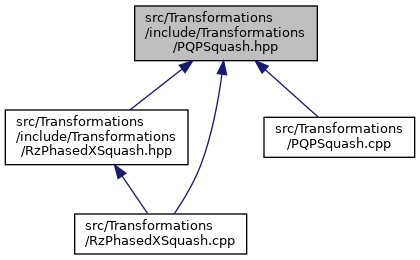 src/Transformations
/include/Transformations
/PQPSquash.hpp
src/Transformations
/include/Transformations
/RzPhasedXSquash.hpp
src/Transformations
/PQPSquash.cpp
src/Transformations
/RzPhasedXSquash.cpp